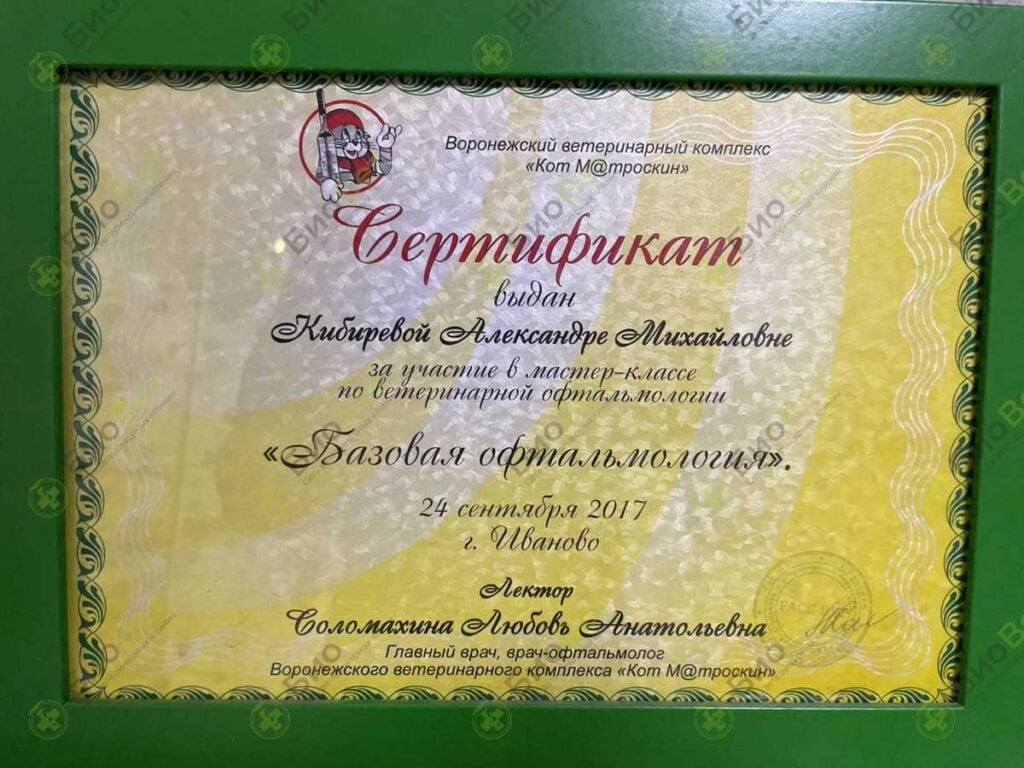 Воронежский ветеринарный комплекс
«Кот М@троскин»
Сертификат
выдан
Кибиревой Александре Михайловне
за участие в мастер-классе
по ветеринарной офтальмологии
«Базовая офтальмология».
24 сентября 2017
г. Иваново
Лектор
Соломахина Любовь Анатольевна
Главный врач, врач-офтальмолог
Воронежского ветеринарного комплекса «Кот М@троскин»